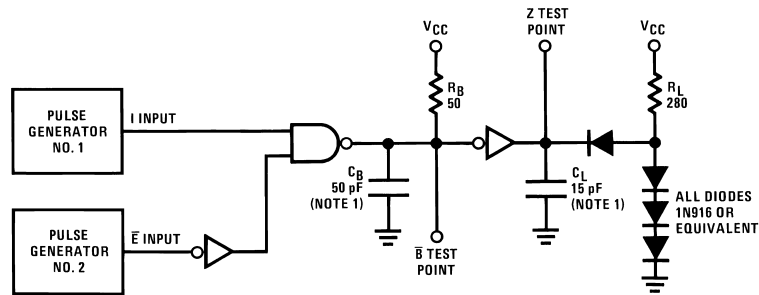 Z TEST
POINT
VCC
VCC
RB
50
RL
280
PULSE
GENERATOR
NO. 1
I INPUT
CB
50 pF
(NOTE 1)
CL
15 pF
(NOTE 1)
ALL DIODES
1N916 OR
EQUIVALENT
PULSE
GENERATOR
NO. 2
E̅ INPUT
B̅ TEST
POINT